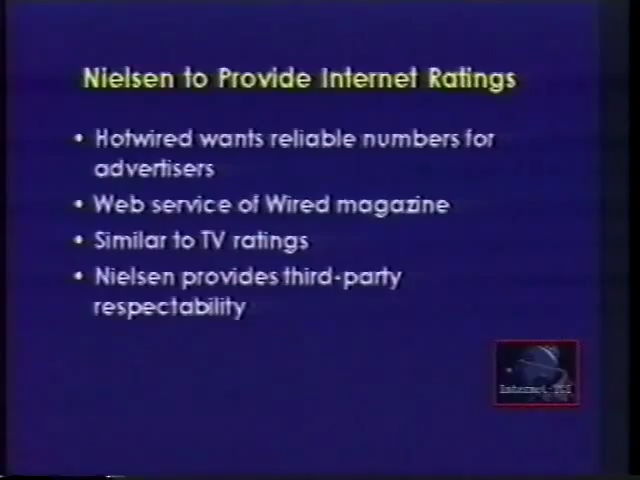 Nielsen to Provide Internet Ratings
• Hotwired wants reliable numbers for
advertisers
• Web service of Wired magazine
• Similar to TV ratings
• Nielsen provides third-party
respectability
Internet